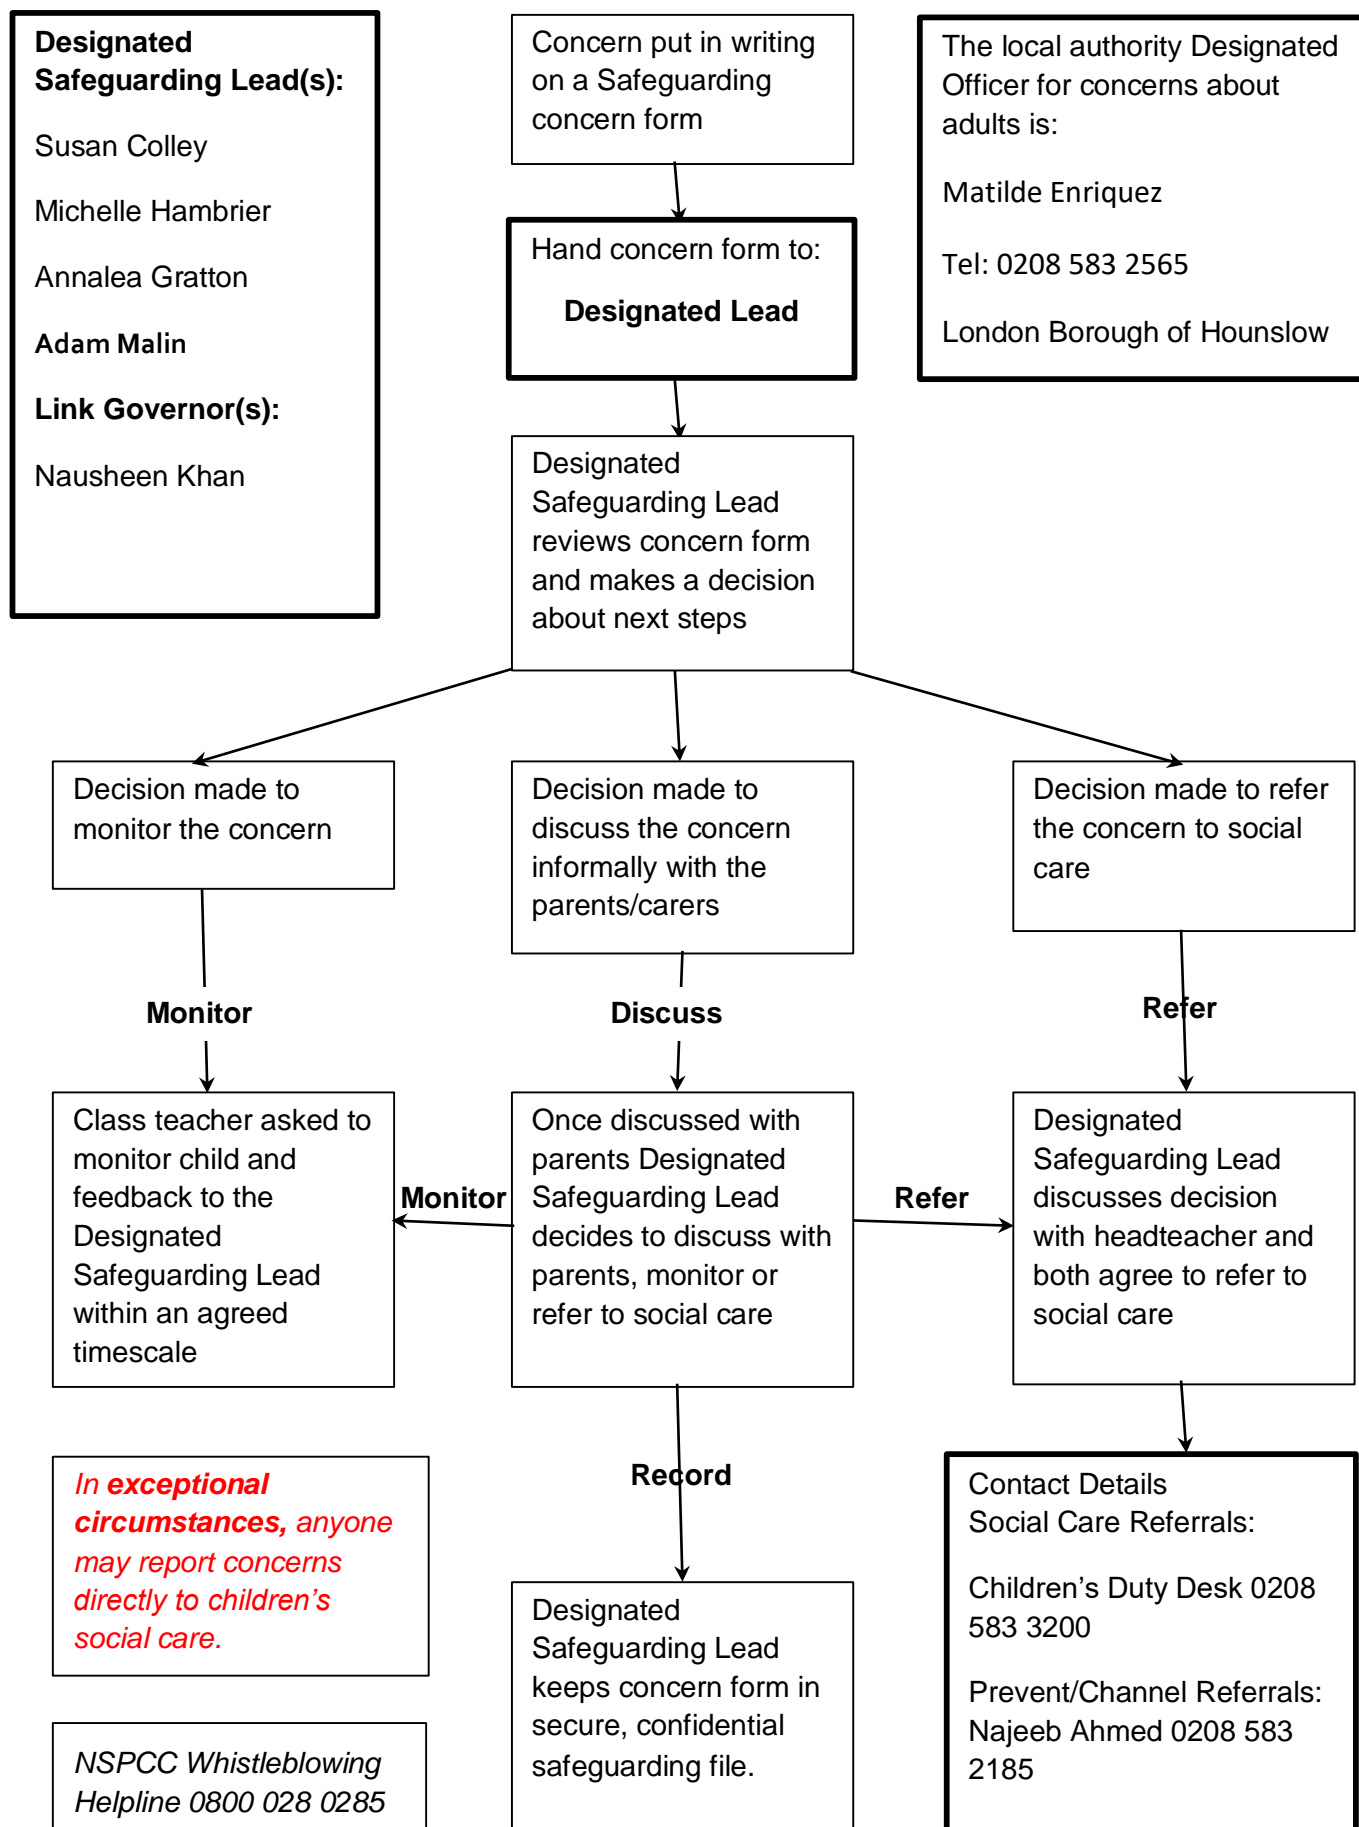 Designated
Safeguarding Lead(s):
Susan Colley
Michelle Hambrier
Annalea Gratton
Adam Malin
Link Governor(s):
Nausheen Khan
Concern put in writing
on a Safeguarding
concern form
Hand concern form to:
Designated Lead
The local authority Designated
Officer for concerns about
adults is:
Matilde Enriquez
Tel: 0208 583 2565
London Borough of Hounslow
Designated
Safeguarding Lead
reviews concern form
and makes a decision
about next steps
Decision made to
monitor the concern
Decision made to
discuss the concern
informally with the
parents/carers
Decision made to refer
the concern to social
care
Monitor
Discuss
Refer
Class teacher asked to
monitor child and
feedback to the
Designated
Safeguarding Lead
within an agreed
timescale
Monitor
Once discussed with
parents Designated
Safeguarding Lead
decides to discuss with
parents, monitor or
refer to social care
Refer
Designated
Safeguarding Lead
discusses decision
with headteacher and
both agree to refer to
social care
In exceptional
circumstances, anyone
may report concerns
directly to children’s
social care.
Record
Contact Details
Social Care Referrals:
Children’s Duty Desk 0208
583 3200
Prevent/Channel Referrals:
Najeeb Ahmed 0208 583
2185
Designated
Safeguarding Lead
keeps concern form in
secure, confidential
safeguarding file.
NSPCC Whistleblowing
Helpline 0800 028 0285